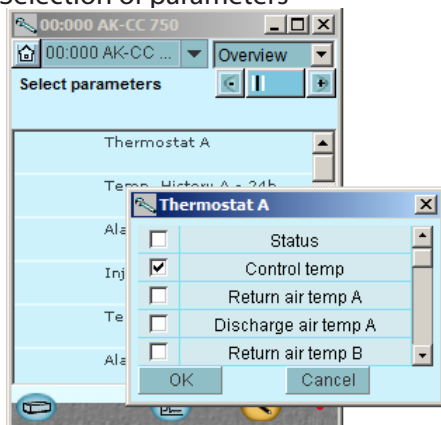 Selection of parameters
00:000 AK-CC 750
00:000 AK-CC ... Overview
Select parameters
Thermostat A
Temp. History A - 24h
Ala
Thermostat A
Inj
Te
Ala
Status
Control temp
Return air temp A
Discharge air temp A
Return air temp B
OK Cancel